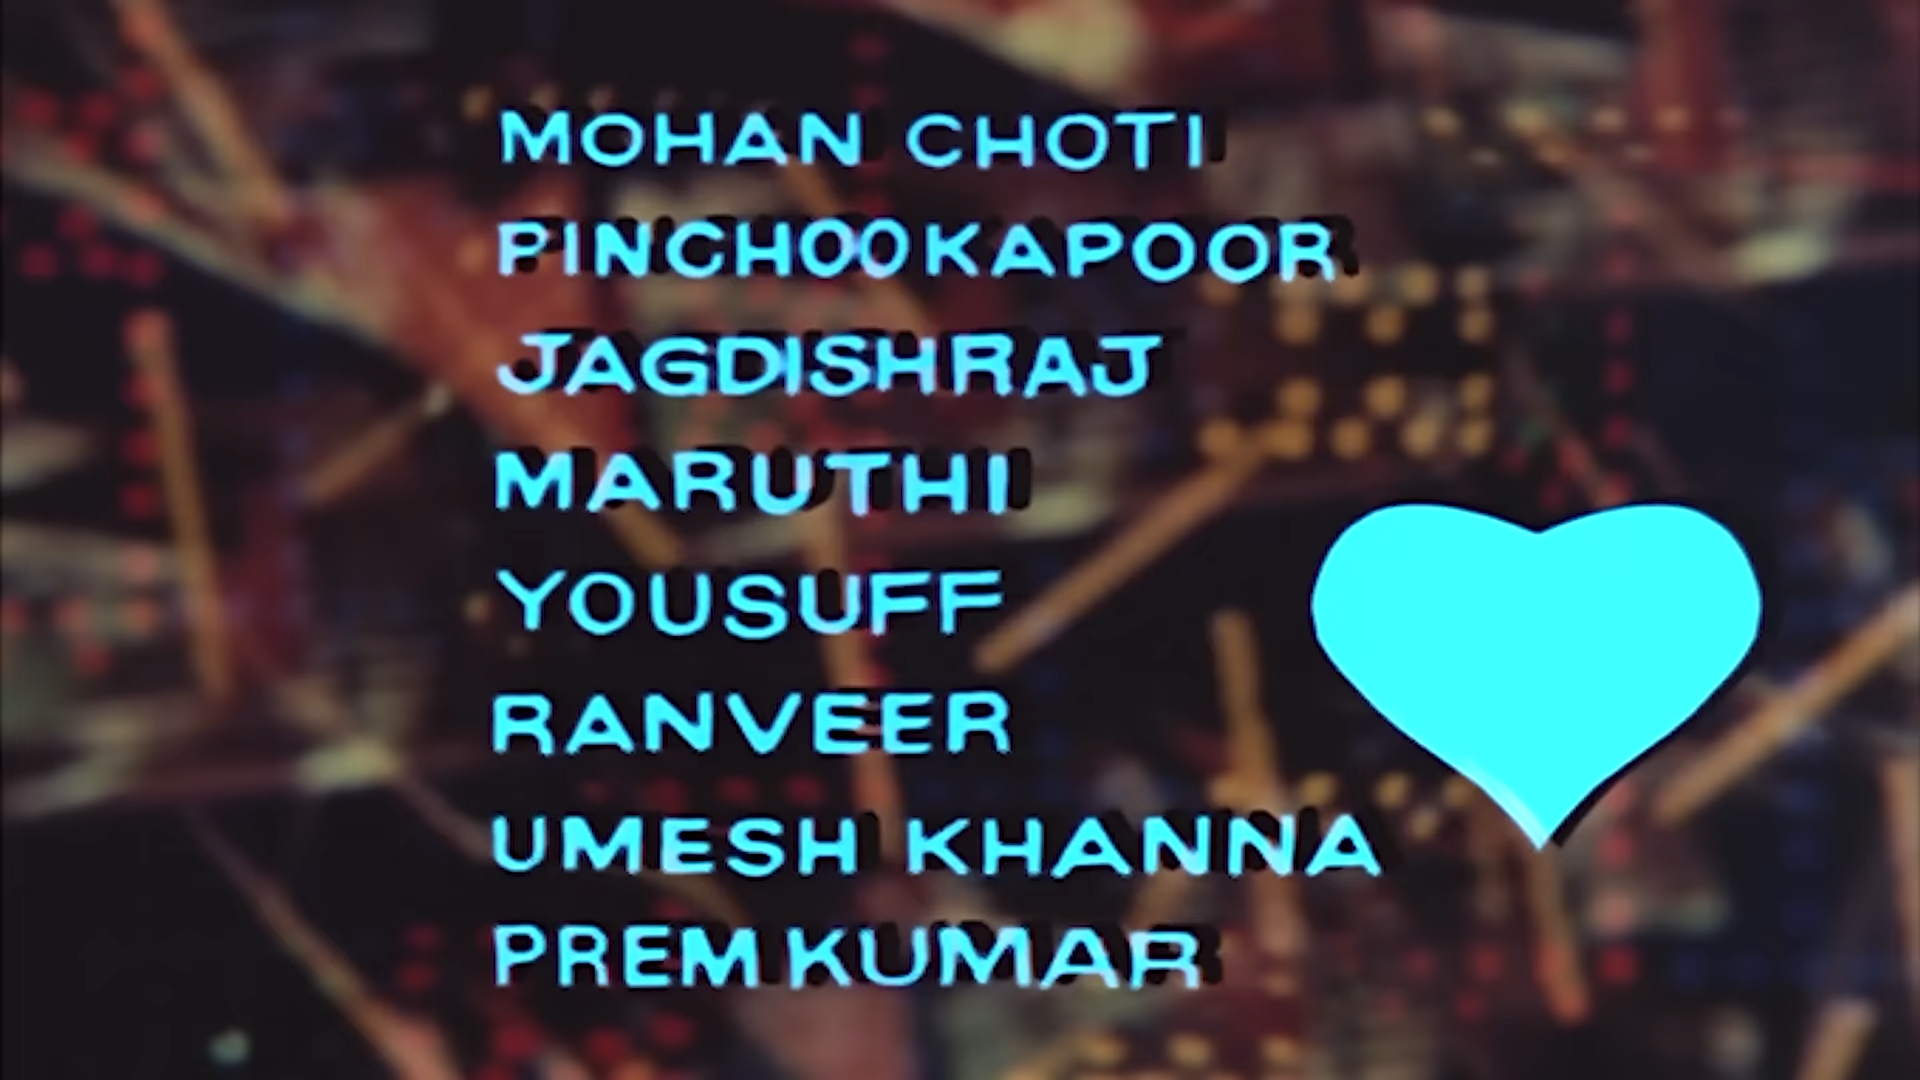 MOHAN CHOTI
PINCHOO KAPOOR
JAGDISHRAJ
MARUTHI
YOUSUFF
RANVEER
UMESH KHANNA
PREM KUMAR